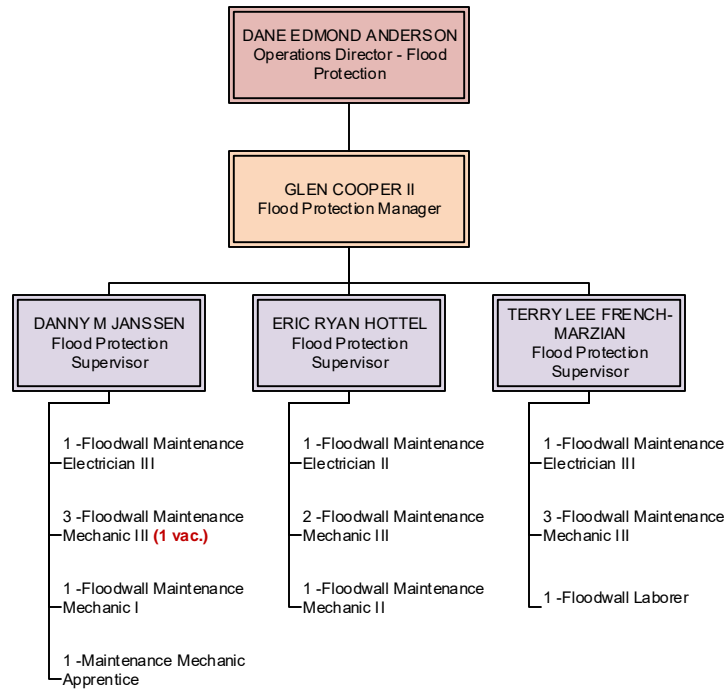 DANE EDMOND ANDERSON
Operations Director - Flood
Protection
GLEN COOPER II
Flood Protection Manager
DANNY M JANSSEN
Flood Protection
Supervisor
ERIC RYAN HOTTEL
Flood Protection
Supervisor
TERRY LEE FRENCH-
MARZIAN
Flood Protection
Supervisor
1 -Floodwall Maintenance
Electrician III
3 -Floodwall Maintenance
Mechanic III (1 vac.)
1 -Floodwall Maintenance
Mechanic I
1 -Maintenance Mechanic
Apprentice
1 -Floodwall Maintenance
Electrician II
2 -Floodwall Maintenance
Mechanic III
1 -Floodwall Maintenance
Mechanic II
1 -Floodwall Maintenance
Electrician III
3 -Floodwall Maintenance
Mechanic III
1 -Floodwall Laborer